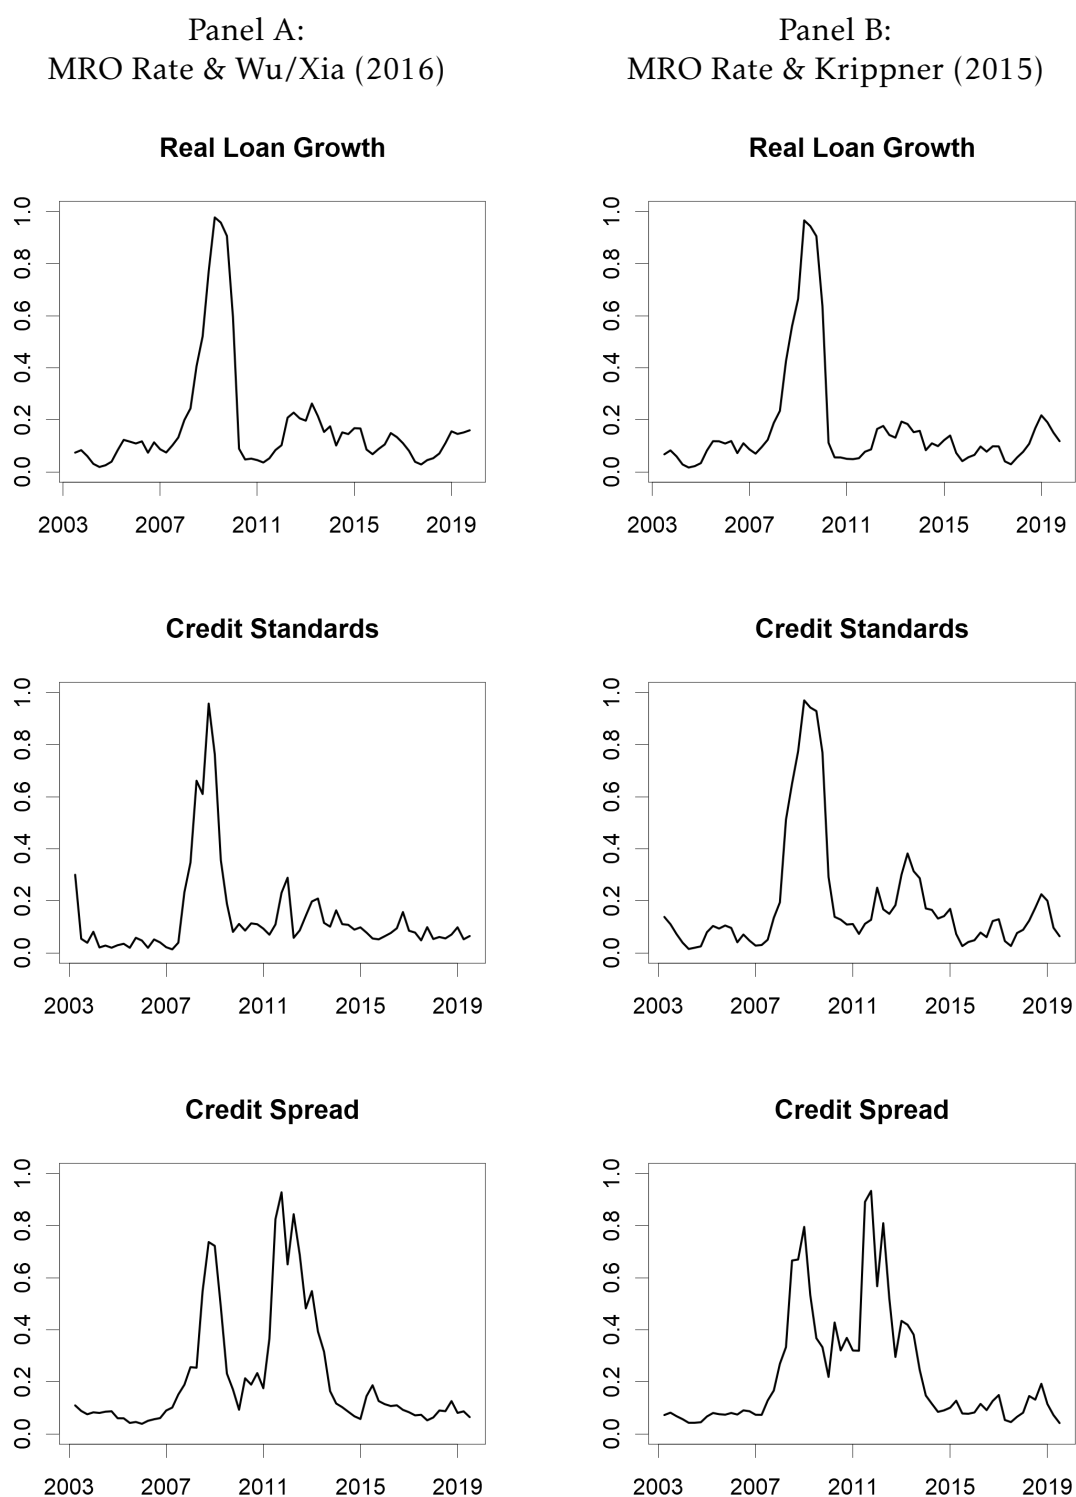 Panel A:
MRO Rate & Wu/Xia (2016)
Panel B:
MRO Rate & Krippner (2015)
Real Loan Growth
1.0
0.8
0.6
0.4
0.2
0.0
2003 2007 2011 2015 2019
Real Loan Growth
1.0
0.8
0.6
0.4
0.2
0.0
2003 2007 2011 2015 2019
Credit Standards
1.0
0.8
0.6
0.4
0.2
0.0
2003 2007 2011 2015 2019
Credit Standards
1.0
0.8
0.6
0.4
0.2
0.0
2003 2007 2011 2015 2019
Credit Spread
1.0
0.8
0.6
0.4
0.2
0.0
2003 2007 2011 2015 2019
Credit Spread
1.0
0.8
0.6
0.4
0.2
0.0
2003 2007 2011 2015 2019